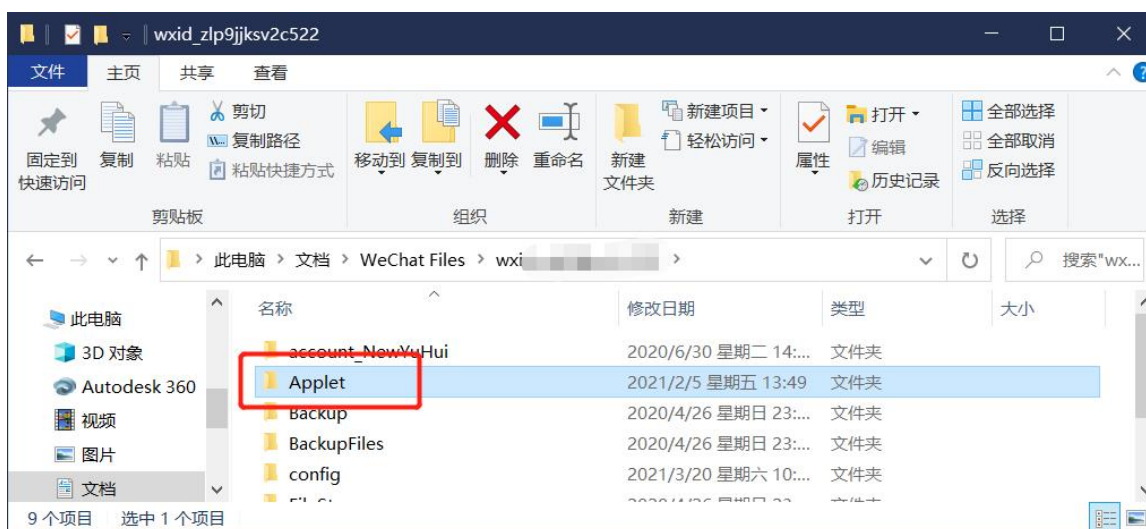 wxid_zlp9jjksv2c522
文件 主页 共享 查看
固定到快速访问
复制
粘贴
剪切
复制路径
粘贴快捷方式
移动到 复制到 删除 重命名
新建文件夹
新建项目
轻松访问
属性
打开
编辑
历史记录
全部选择
全部取消
反向选择
剪贴板 组织 新建 打开 选择
此电脑 > 文档 > WeChat Files > wxi >
搜索"wx...
名称 修改日期 类型 大小
此电脑
3D 对象
Autodesk 360
视频
图片
文档
account_NewYuHui 2020/6/30 星期二 14:... 文件夹
Applet 2021/2/5 星期五 13:49 文件夹
Backup 2020/4/26 星期日 23:... 文件夹
BackupFiles 2020/4/26 星期日 23:... 文件夹
config 2021/3/20 星期六 10:... 文件夹
9 个项目 选中 1 个项目